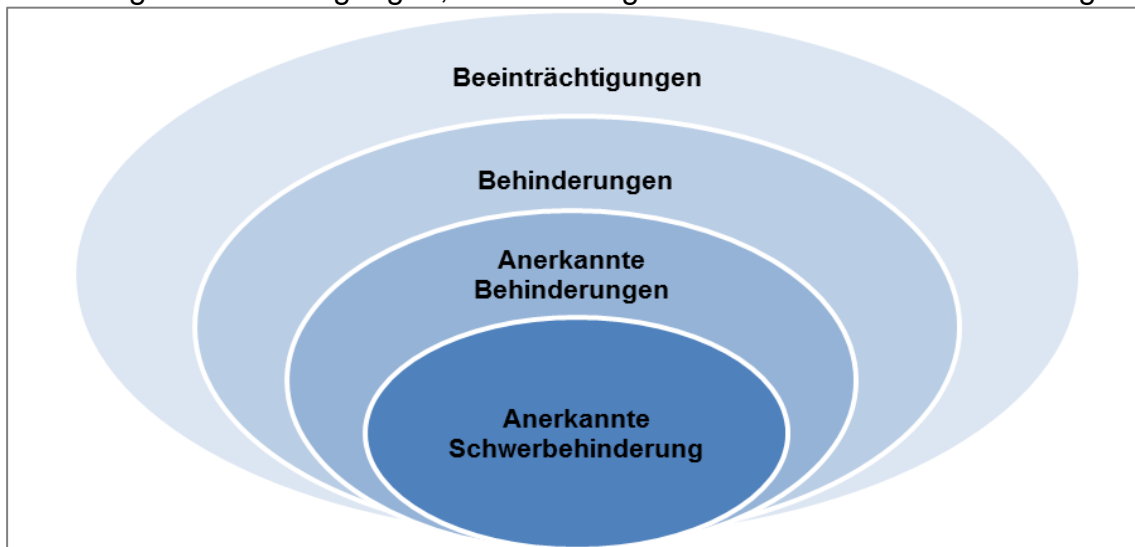 Beeinträchtigungen
Behinderungen
Anerkannte
Behinderungen
Anerkannte
Schwerbehinderung